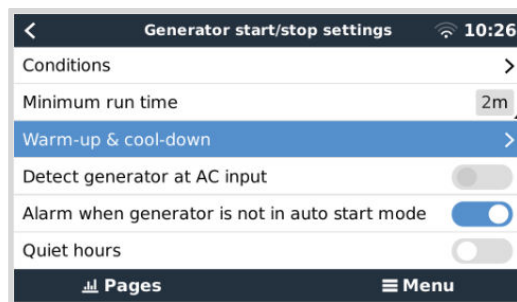 Generator start/stop settings 10:26
Conditions
Minimum run time 2m
Warm-up & cool-down
Detect generator at AC input
Alarm when generator is not in auto start mode
Quiet hours
Pages Menu